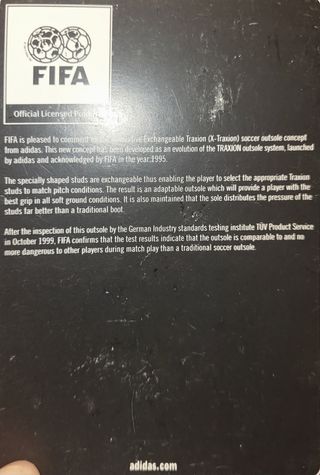 FIFA
Official Licensed
FIFA is pleased to Exchangeable Traxion (X-Traxion) soccer outsole concept
from adidas. This new concept has been developed as an evolution of the TRAXION outsole system, launched
by adidas and acknowledged by FIFA in the year 1995.
The specially shaped studs are exchangeable thus enabling the player to select the appropriate Traxion
studs to match pitch conditions. The result is an adaptable outsole which will provide a player with the
best grip in all soft ground conditions. It is also maintained that the sole distributes the pressure of the
studs far better than a traditional boot.
After the inspection of this outsole by the German Industry standards testing institute TÜV Product Service
in October 1999, FIFA confirms that the test results indicate that the outsole is comparable to and no
more dangerous to other players during match play than a traditional soccer outsole.
adidas.com